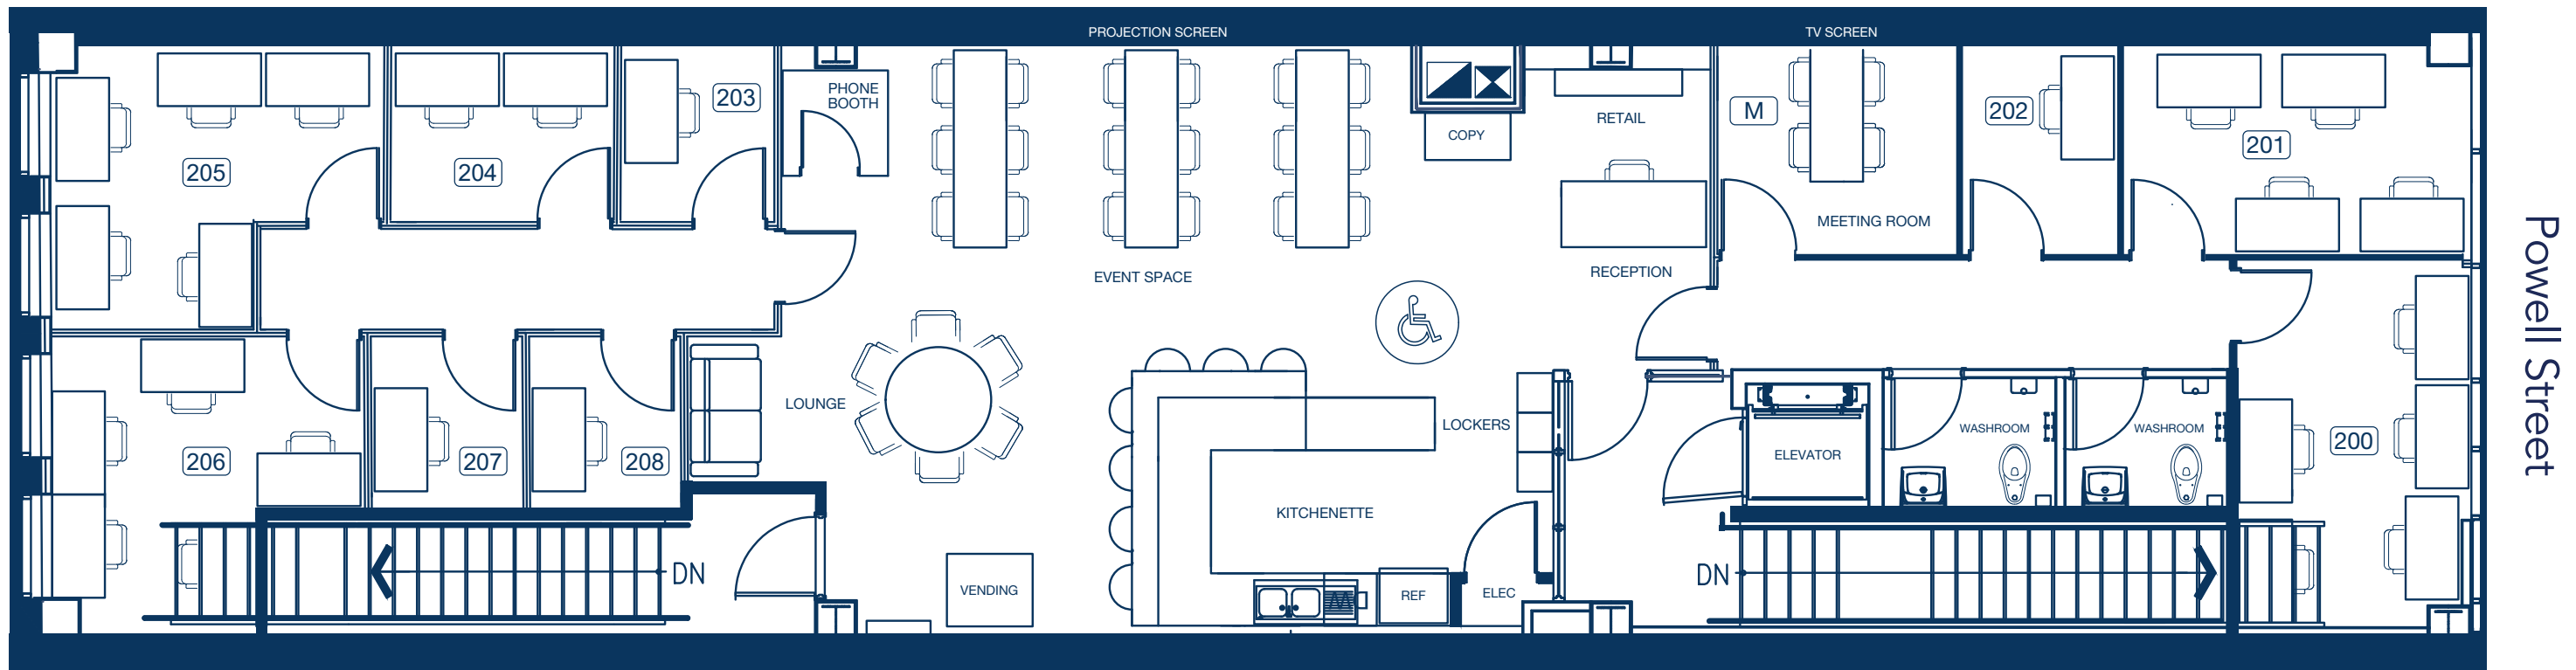 PROJECTION SCREEN
TV SCREEN
PHONE
BOOTH
203
205
204
COPY
RETAIL
M
202
201
MEETING ROOM
EVENT SPACE
RECEPTION
Powell Street
LOUNGE
LOCKERS
206
207
208
KITCHENETTE
ELEVATOR
WASHROOM
WASHROOM
200
DN
VENDING
REF
ELEC
DN